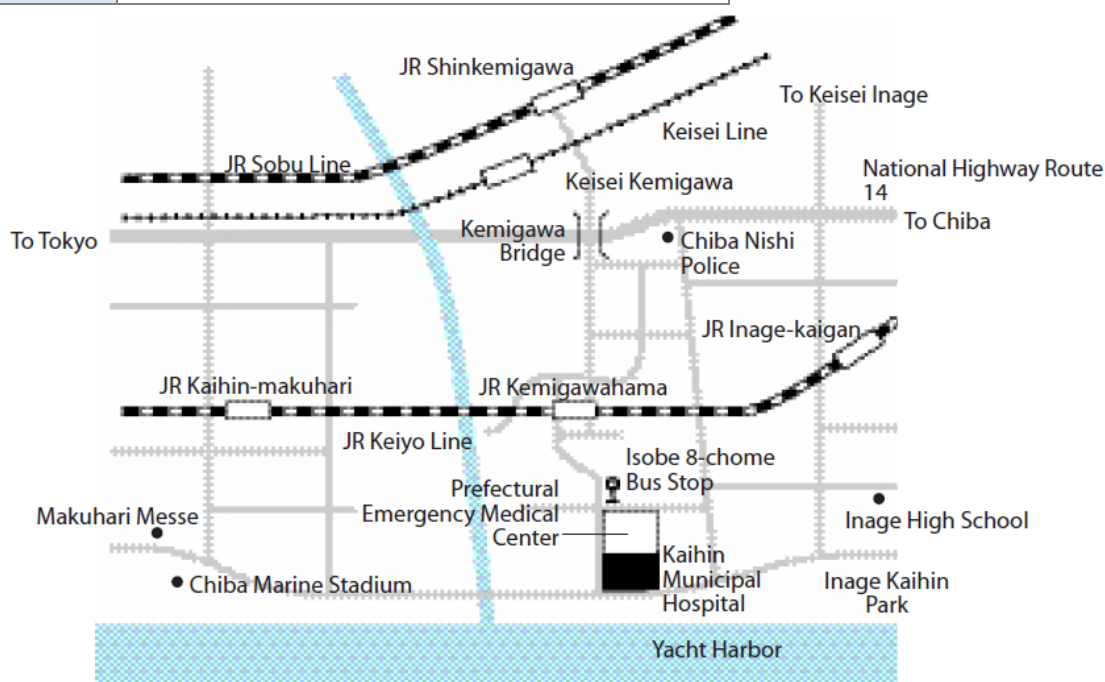 JR Shinkemigawa
To Keisei Inage
Keisei Line
JR Sobu Line
National Highway Route
14
Keisei Kemigawa
To Chiba
Kemigawa
Bridge
To Tokyo
Chiba Nishi
Police
JR Inage-kaigan
JR Kaihin-makuhari
JR Kemigawahama
JR Keiyo Line
Isobe 8-chome
Bus Stop
Prefectural
Emergency Medical
Center
Makuhari Messe
Inage High School
Kaihin
Municipal
Hospital
Chiba Marine Stadium
Inage Kaihin
Park
Yacht Harbor